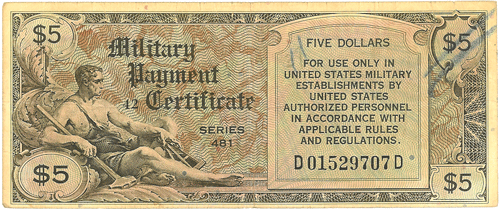 $5
Military
Payment
12 Certificate
SERIES
481
$5
FIVE DOLLARS
FOR USE ONLY IN
UNITED STATES MILITARY
ESTABLISHMENTS BY
UNITED STATES
AUTHORIZED PERSONNEL
IN ACCORDANCE WITH
APPLICABLE RULES
AND REGULATIONS.
D01529707D
$5
$5